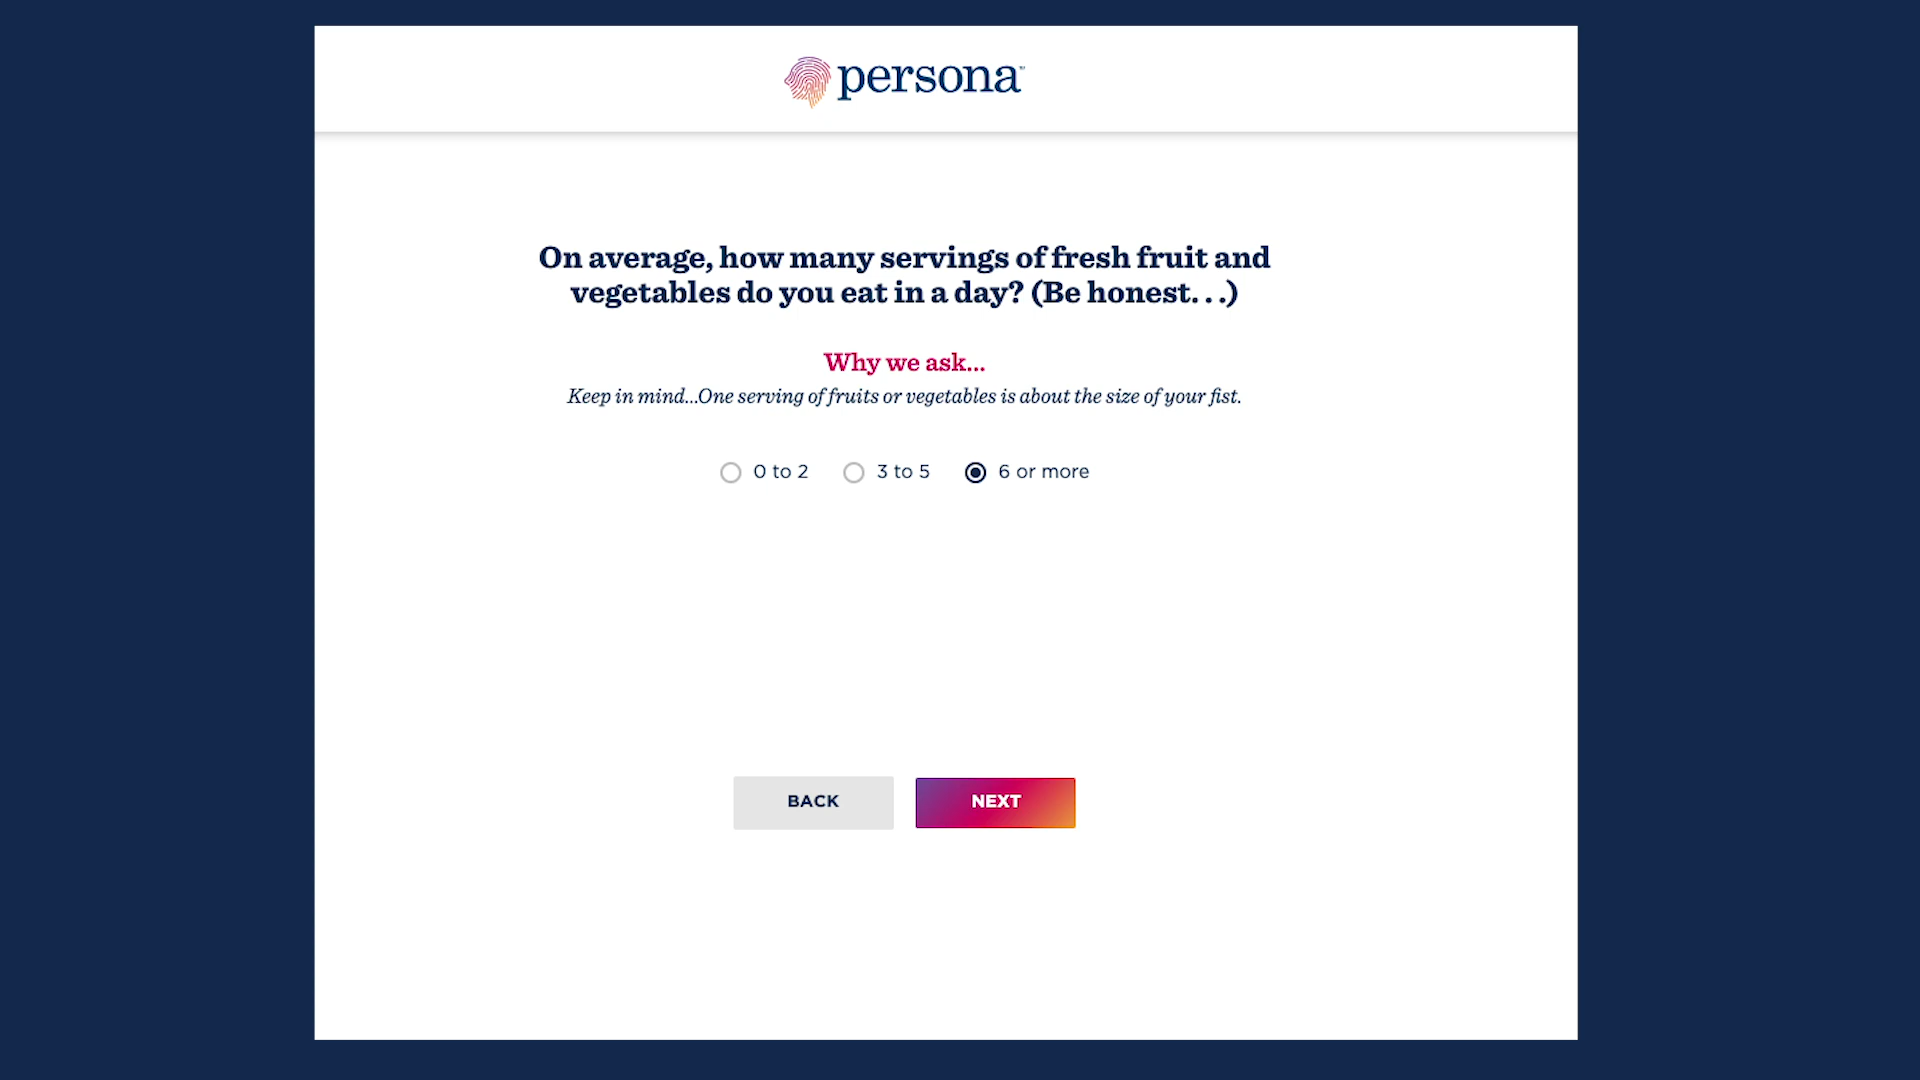 persona™
On average, how many servings of fresh fruit and
vegetables do you eat in a day? (Be honest. . .)
Why we ask...
Keep in mind...One serving of fruits or vegetables is about the size of your fist.
0 to 2 3 to 5 6 or more
BACK NEXT